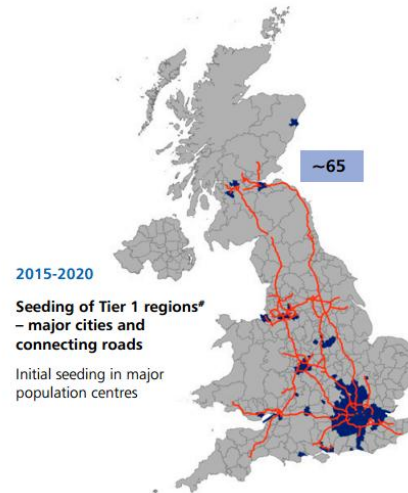 ~65
2015-2020
Seeding of Tier 1 regions#
– major cities and
connecting roads
Initial seeding in major
population centres